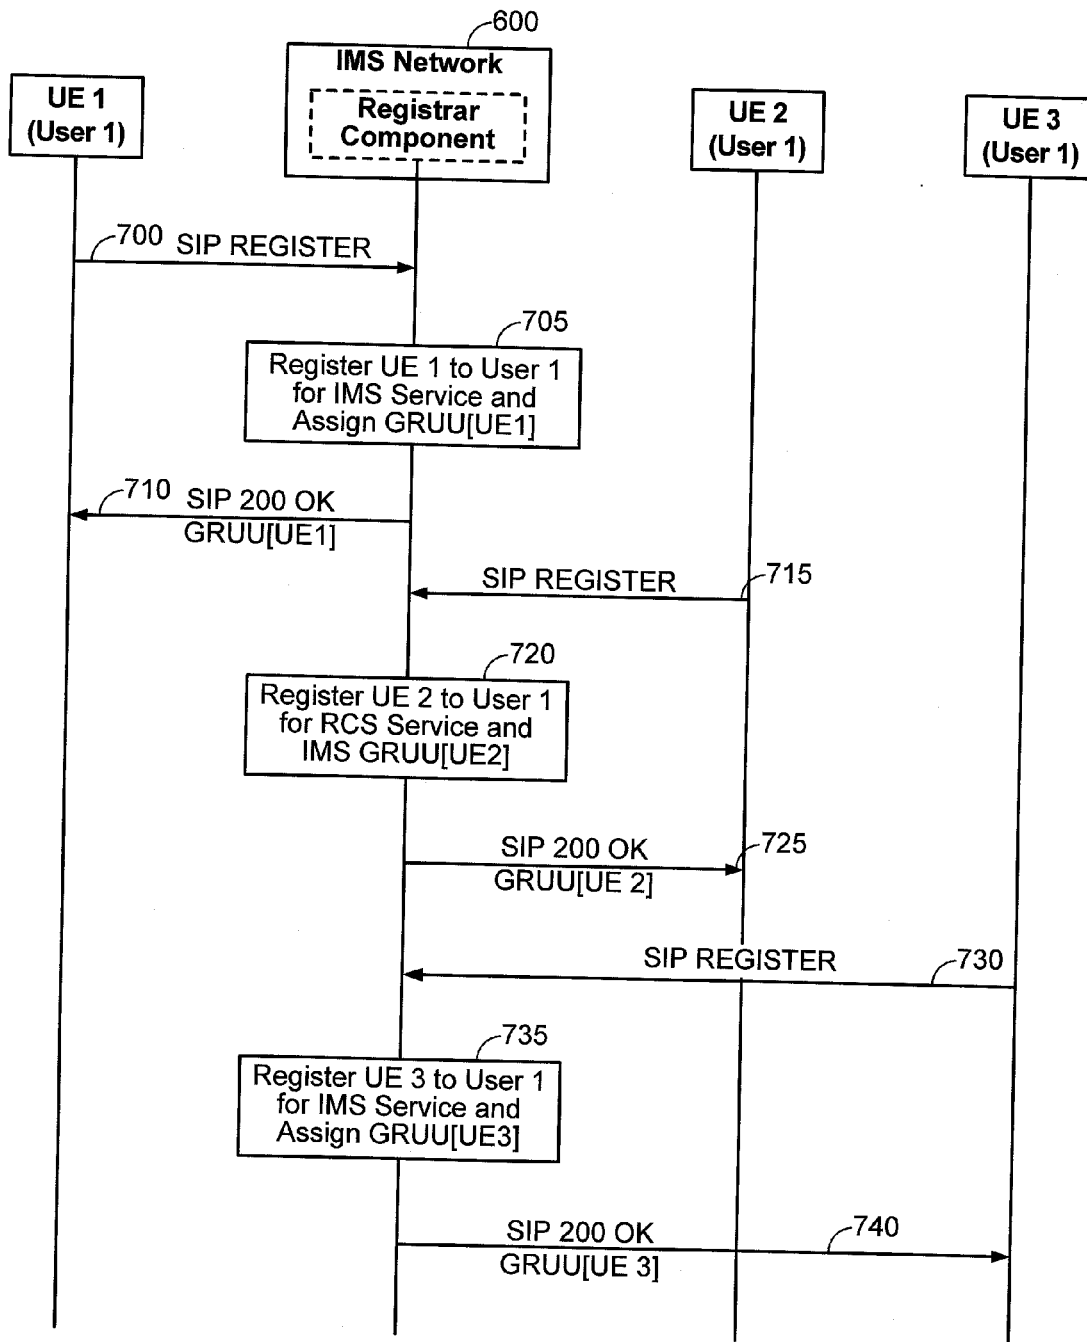 600
IMS Network
Registrar
Component
UE 1
(User 1)
UE 2
(User 1)
UE 3
(User 1)
700
SIP REGISTER
705
Register UE 1 to User 1
for IMS Service and
Assign GRUU[UE1]
710
SIP 200 OK
GRUU[UE1]
SIP REGISTER
715
720
Register UE 2 to User 1
for RCS Service and
IMS GRUU[UE2]
SIP 200 OK
725
GRUU[UE 2]
SIP REGISTER
730
735
Register UE 3 to User 1
for IMS Service and
Assign GRUU[UE3]
SIP 200 OK
740
GRUU[UE 3]